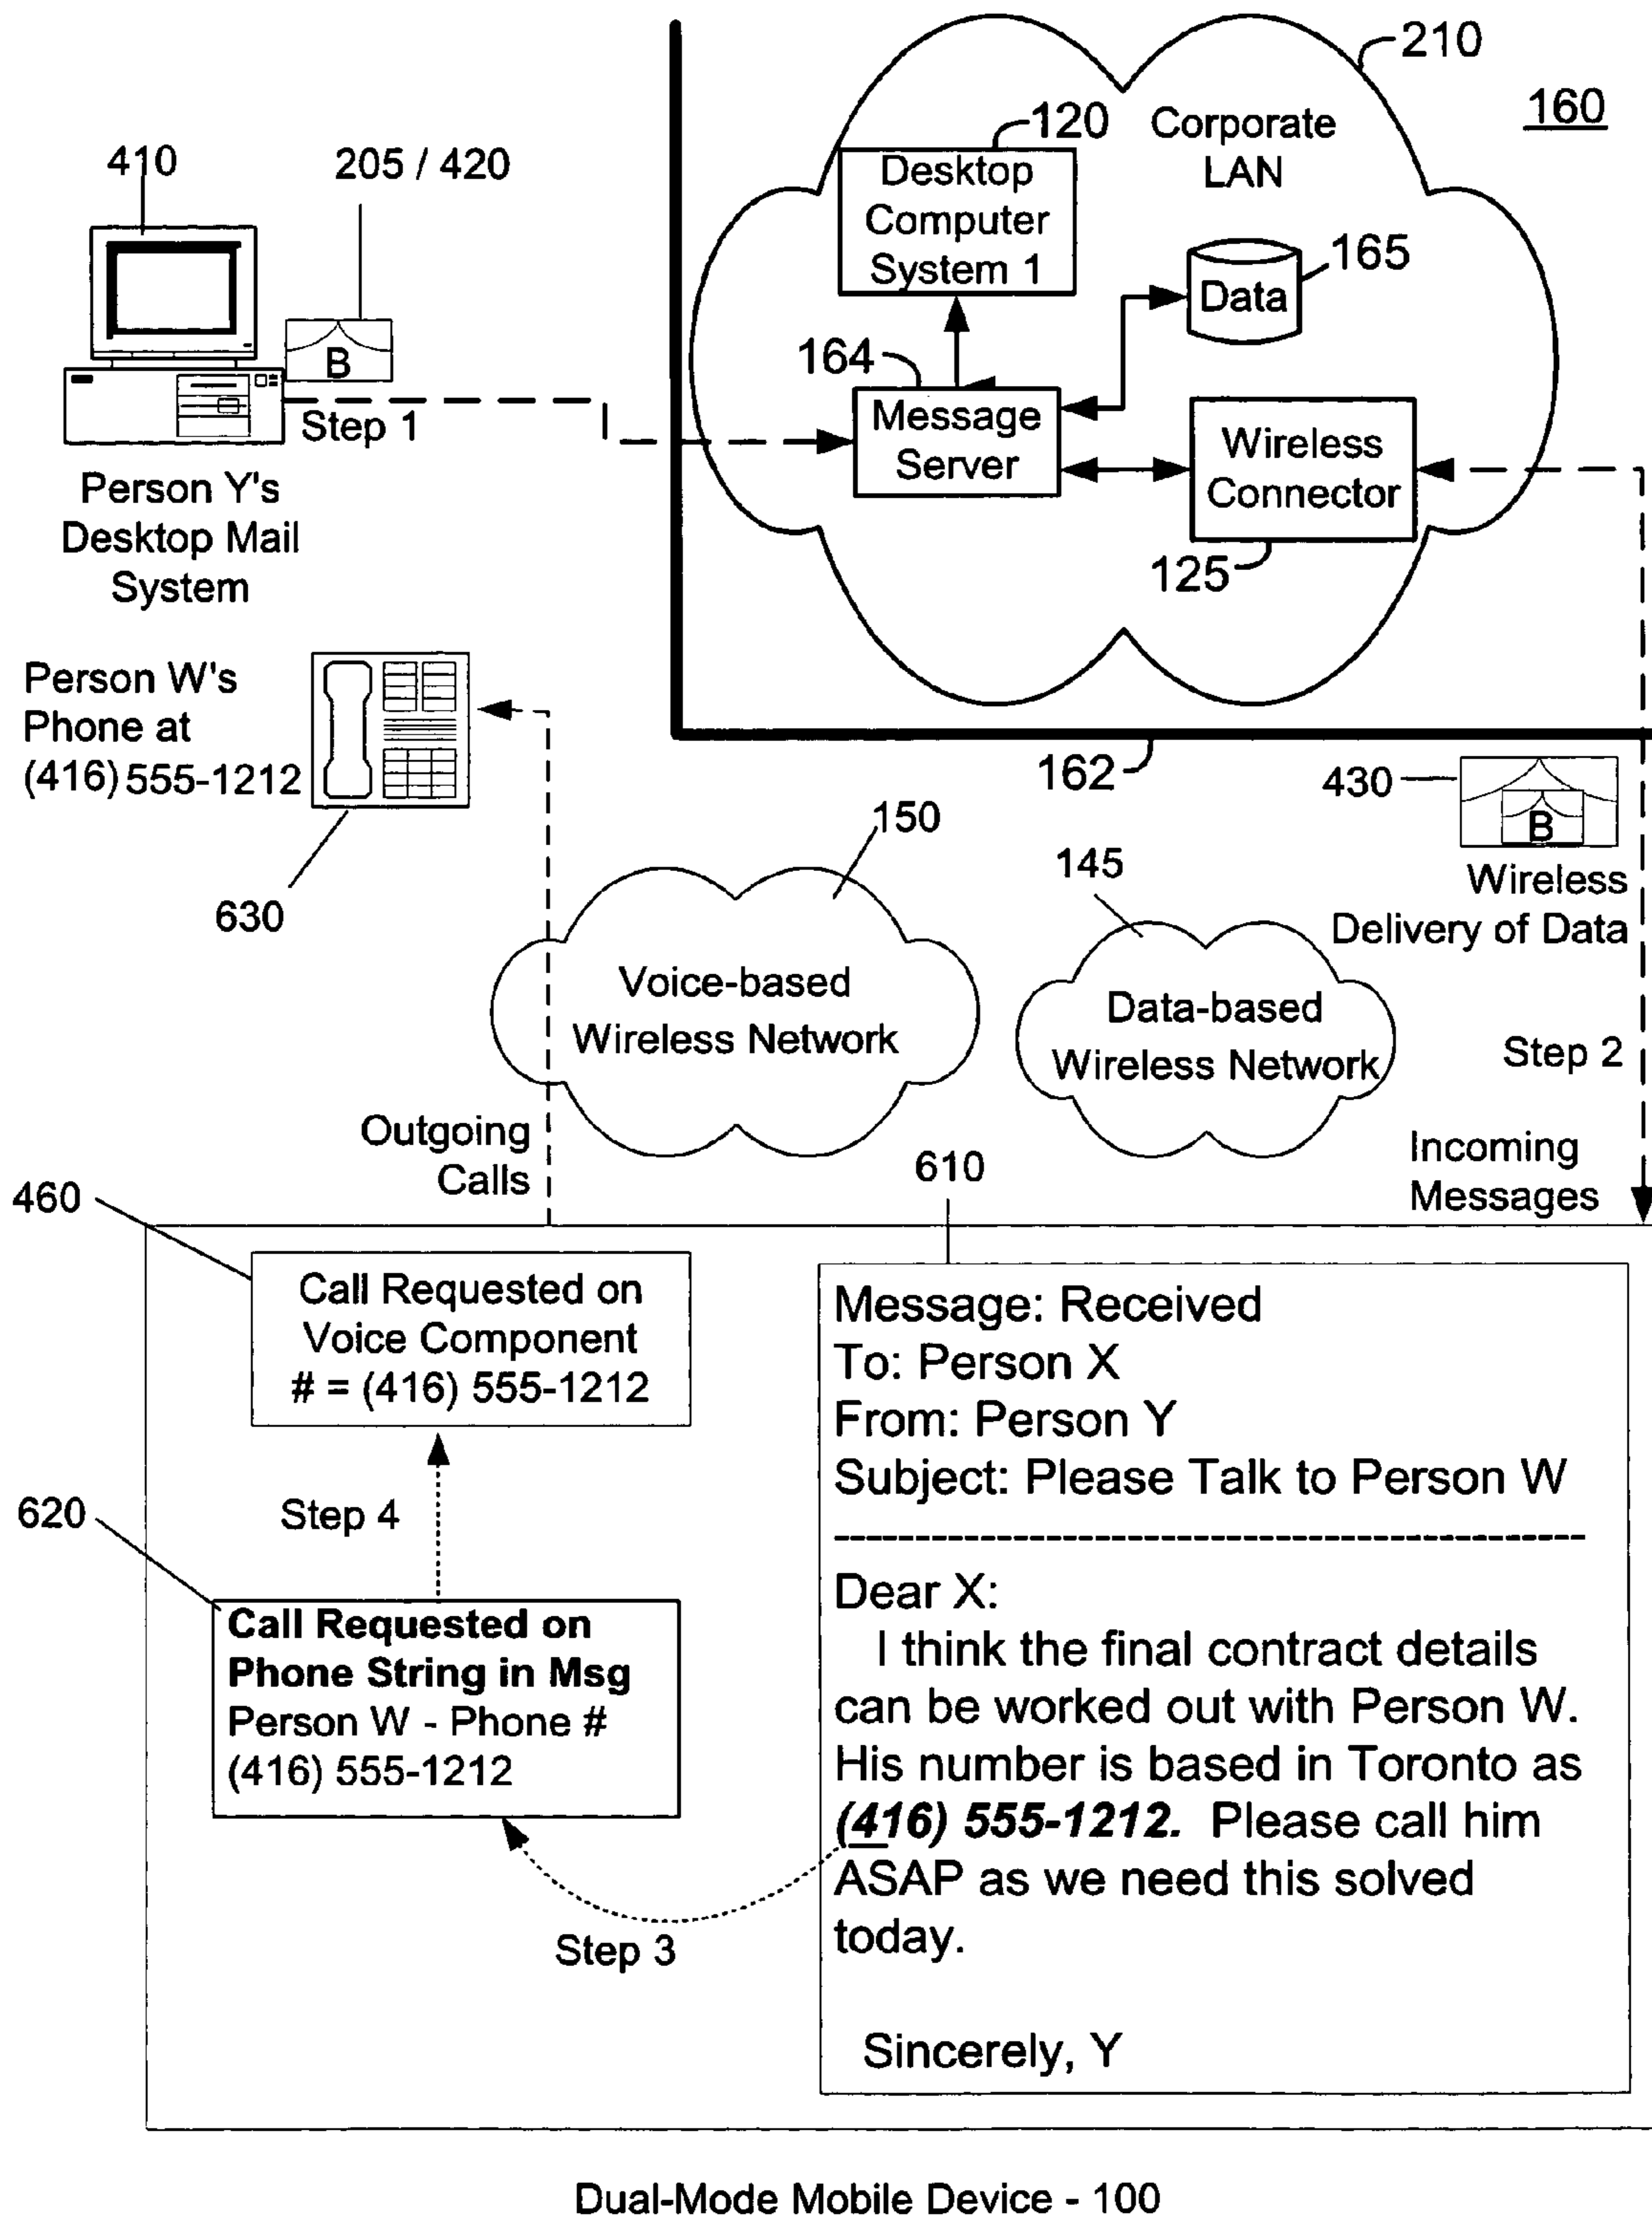 210
160
120
Corporate
LAN
410
205 / 420
Desktop
Computer
System 1
165
Data
B
164
Step 1
Message
Server
Wireless
Connector
125
Person Y's
Desktop Mail
System
Person W's
Phone at
(416) 555-1212
630
162
430
B
150
145
Wireless
Delivery of Data
Voice-based
Wireless Network
Data-based
Wireless Network
Step 2
Outgoing
Calls
Incoming
Messages
610
460
Call Requested on
Voice Component
# = (416) 555-1212
Step 4
620
Call Requested on
Phone String in Msg
Person W - Phone #
(416) 555-1212
Step 3
Message: Received
To: Person X
From: Person Y
Subject: Please Talk to Person W
Dear X:
I think the final contract details
can be worked out with Person W.
His number is based in Toronto as
(416) 555-1212. Please call him
ASAP as we need this solved
today.
Sincerely, Y
Dual-Mode Mobile Device - 100